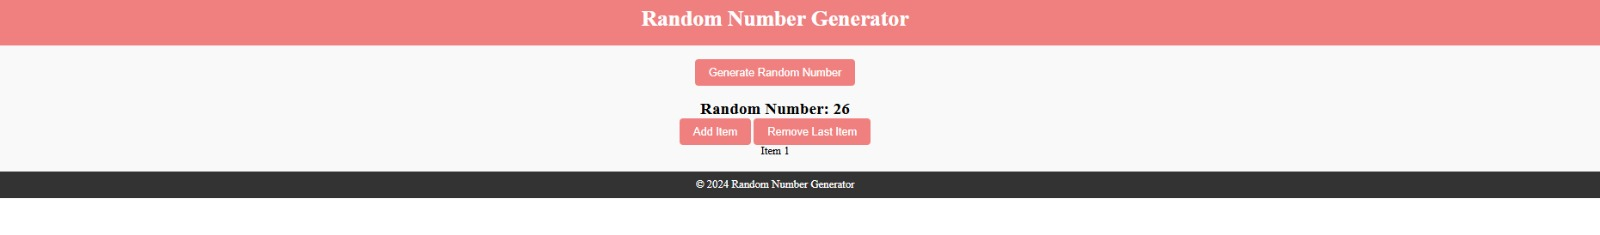 Random Number Generator
Generate Random Number
Random Number: 26
Add Item Remove Last Item
Item 1
© 2024 Random Number Generator